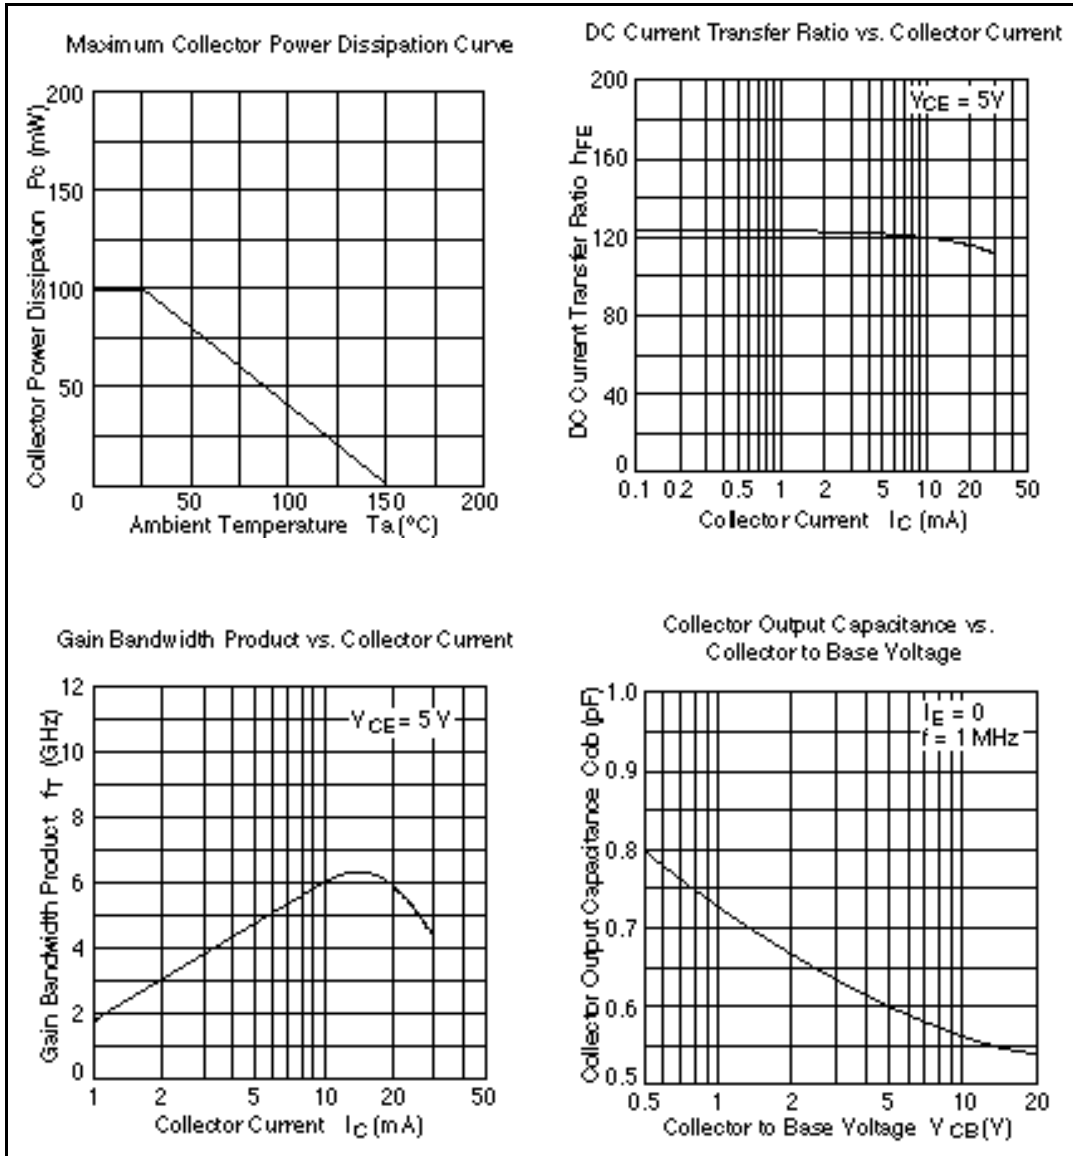 Maximum Collector Power Dissipation Curve
Collector Power Dissipation Pc (mW)
200
150
100
50
0
50 100 150 200
Ambient Temperature Ta (°C)
DC Current Transfer Ratio vs. Collector Current
DC Current Transfer Ratio hFE
200
160
120
80
40
0
VCE = 5V
0.1 0.2 0.5 1 2 5 10 20 50
Collector Current IC (mA)
Gain Bandwidth Product vs. Collector Current
Gain Bandwidth Product fT (GHz)
12
10
8
6
4
2
0
VCE = 5 V
1 2 5 10 20 50
Collector Current IC (mA)
Collector Output Capacitance vs.
Collector to Base Voltage
Collector Output Capacitance Cob (pF)
1.0
0.9
0.8
0.7
0.6
0.5
IE = 0
f = 1 MHz
0.5 1 2 5 10 20
Collector to Base Voltage VCB (V)